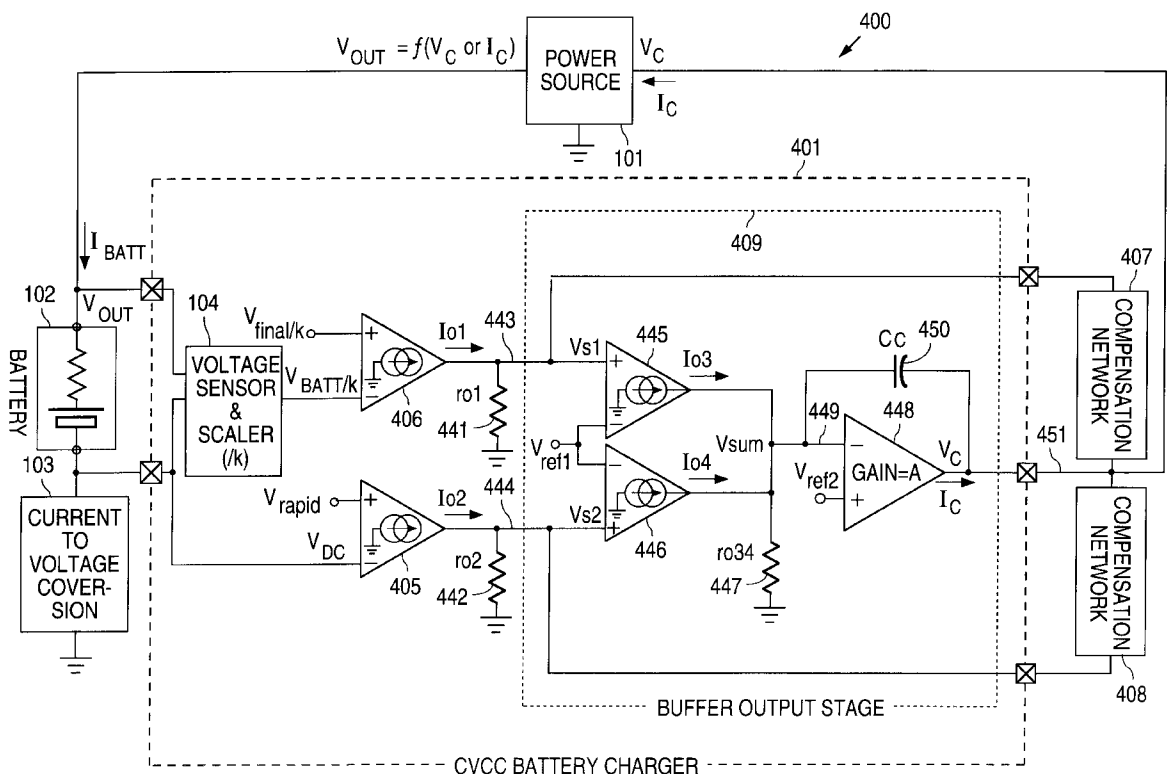 400
V_OUT = f(V_C or I_C)
POWER SOURCE
V_C
I_C
101
401
409
I_BATT
407
COMPENSATION NETWORK
102
V_OUT
104
BATTERY
VOLTAGE SENSOR & SCALER (/k)
V_final/k
V_BATT/k
406
Io1
443
ro1
441
Vs1
445
Io3
Cc
450
V_ref1
Vsum
449
448
GAIN=A
V_ref2
V_C
I_C
451
103
CURRENT TO VOLTAGE COVER-SION
V_rapid
V_DC
405
Io2
444
ro2
442
Vs2
446
Io4
ro34
447
COMPENSATION NETWORK
408
BUFFER OUTPUT STAGE
CVCC BATTERY CHARGER